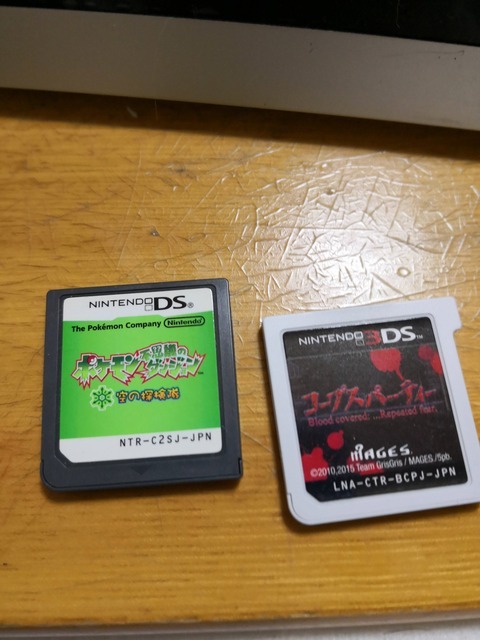 NINTENDO DS™
The Pokémon Company Nintendo
ポケモン不思議の
ダンジョン
空の探検隊
NTR-C2SJ-JPN
NINTENDO 3DS™
コープスパーティー
Blood covered: ...Repeated fear.
MAGES.
©2010,2015 Team GrisGris / MAGES./5pb.
LNA-CTR-BCPJ-JPN